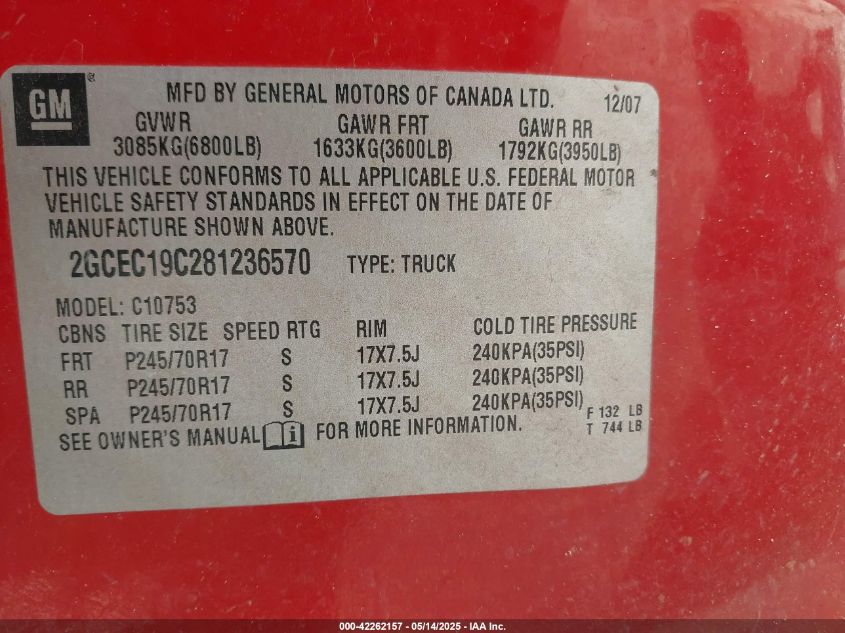 GM ®
MFD BY GENERAL MOTORS OF CANADA LTD. 12/07
GVWR GAWR FRT GAWR RR
3085KG(6800LB) 1633KG(3600LB) 1792KG(3950LB)
THIS VEHICLE CONFORMS TO ALL APPLICABLE U.S. FEDERAL MOTOR
VEHICLE SAFETY STANDARDS IN EFFECT ON THE DATE OF
MANUFACTURE SHOWN ABOVE.
2GCEC19C281236570 TYPE: TRUCK
MODEL: C10753
CBNS TIRE SIZE SPEED RTG RIM COLD TIRE PRESSURE
FRT P245/70R17 S 17X7.5J 240KPA(35PSI)
RR P245/70R17 S 17X7.5J 240KPA(35PSI)
SPA P245/70R17 S 17X7.5J 240KPA(35PSI) F 132 LB
SEE OWNER'S MANUAL i FOR MORE INFORMATION. T 744 LB
000-42262157 - 05/14/2025 - IAA Inc.